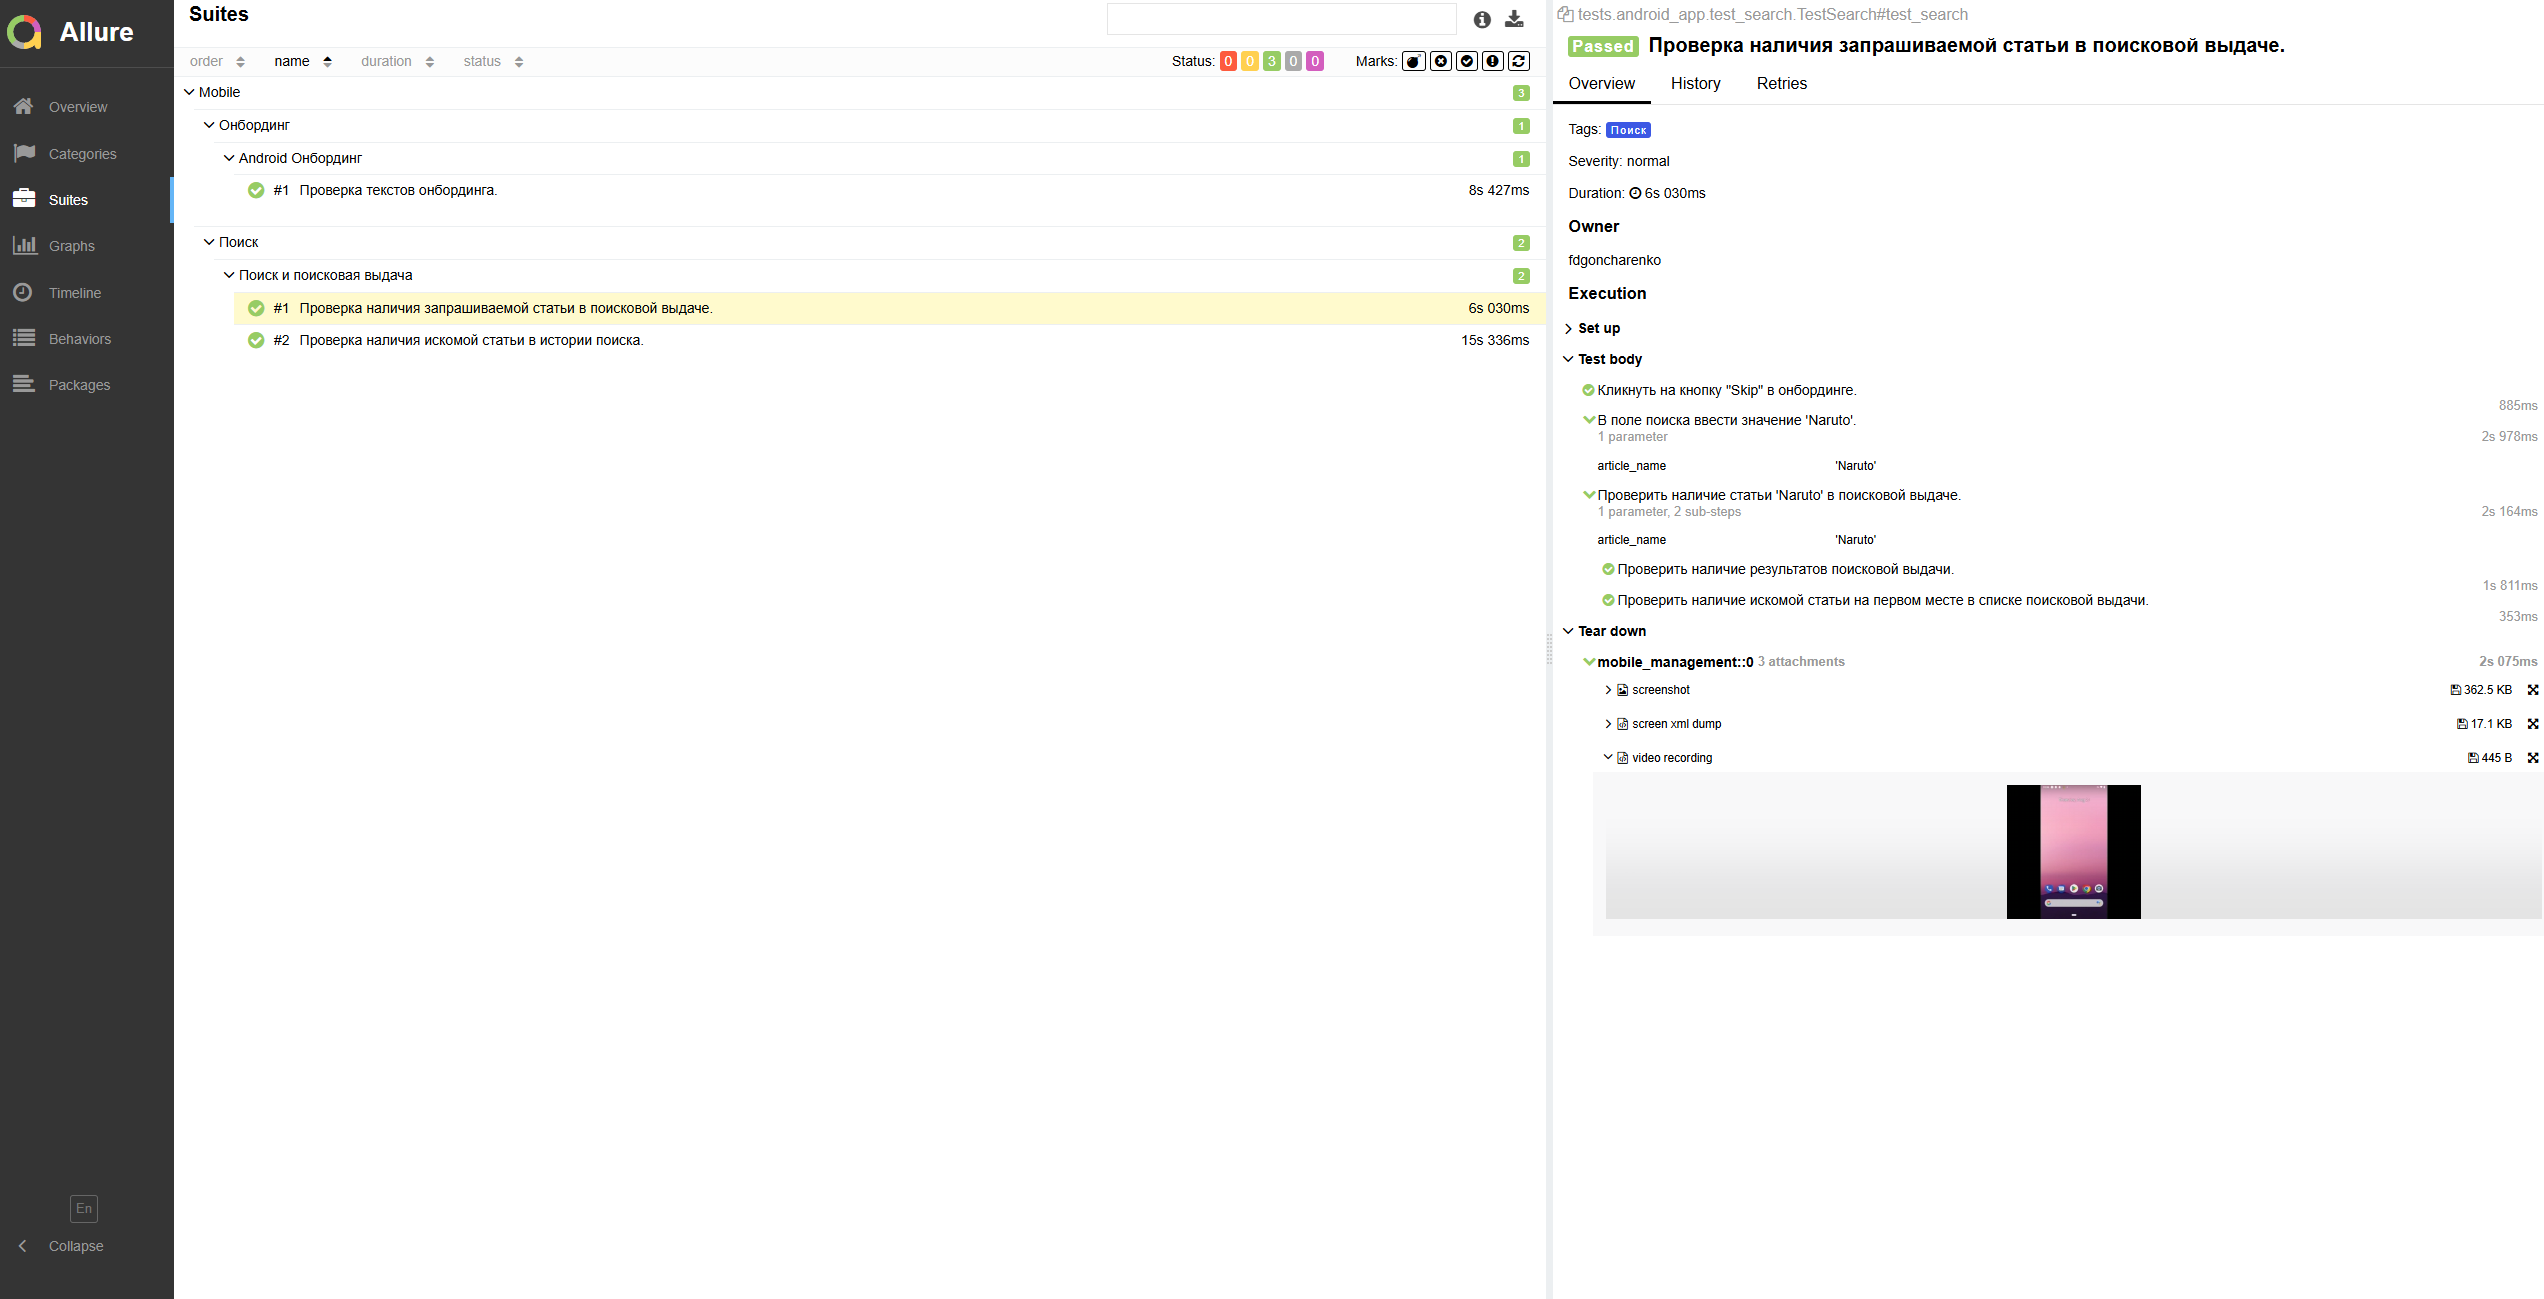 Allure
Overview
Categories
Suites
Graphs
Timeline
Behaviors
Packages
En
Collapse
Suites
order name duration status
Status: 0 0 3 0 0 Marks:
Mobile 3
Онбординг 1
Android Онбординг 1
#1 Проверка текстов онбординга. 8s 427ms
Поиск 2
Поиск и поисковая выдача 2
#1 Проверка наличия запрашиваемой статьи в поисковой выдаче. 6s 030ms
#2 Проверка наличия искомой статьи в истории поиска. 15s 336ms
tests.android_app.test_search.TestSearch#test_search
Passed Проверка наличия запрашиваемой статьи в поисковой выдаче.
Overview History Retries
Tags: Поиск
Severity: normal
Duration: 6s 030ms
Owner
fdgoncharenko
Execution
Set up
Test body
Кликнуть на кнопку "Skip" в онбординге.
885ms
В поле поиска ввести значение 'Naruto'.
1 parameter 2s 978ms
article_name 'Naruto'
Проверить наличие статьи 'Naruto' в поисковой выдаче.
1 parameter, 2 sub-steps 2s 164ms
article_name 'Naruto'
Проверить наличие результатов поисковой выдачи.
1s 811ms
Проверить наличие искомой статьи на первом месте в списке поисковой выдачи.
353ms
Tear down
mobile_management::0 3 attachments 2s 075ms
screenshot 362.5 KB
screen xml dump 17.1 KB
video recording 445 B